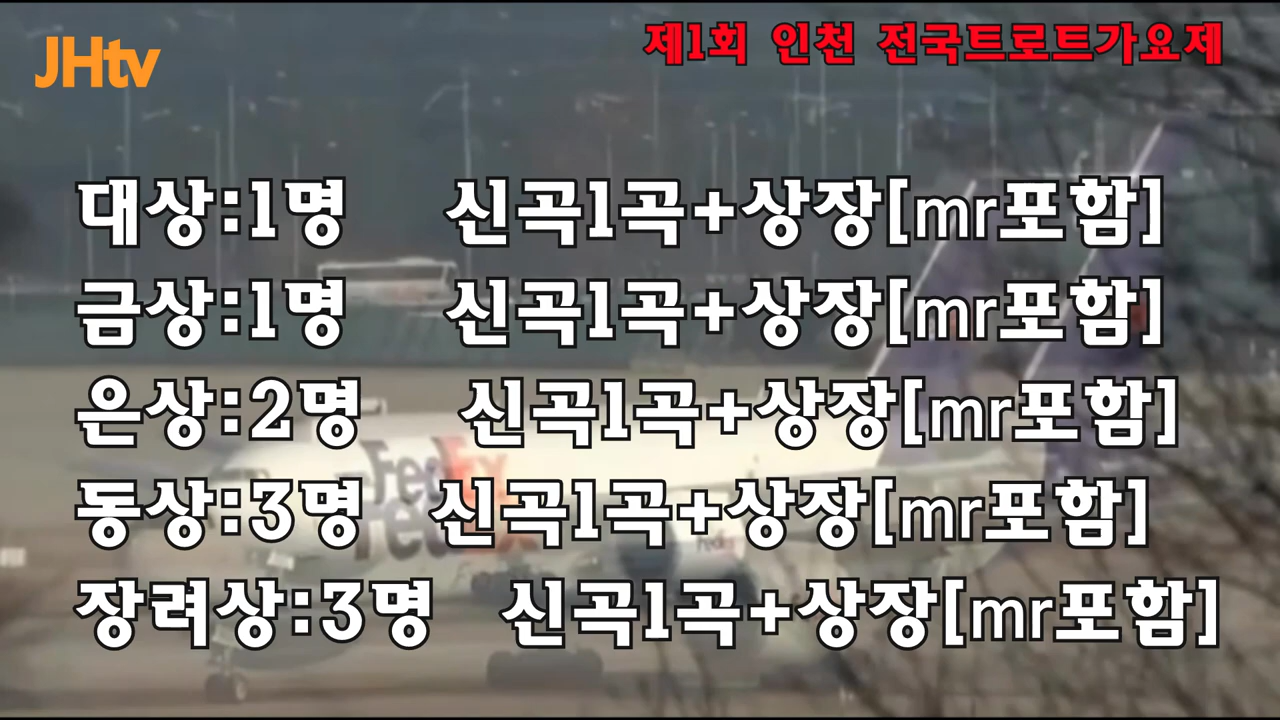 JHtv
제1회 인천 전국트로트가요제
대상:1명 신곡1곡+상장[mr포함]
금상:1명 신곡1곡+상장[mr포함]
은상:2명 신곡1곡+상장[mr포함]
FedEx
동상:3명 신곡1곡+상장[mr포함]
FedEx
FedEx
장려상:3명 신곡1곡+상장[mr포함]